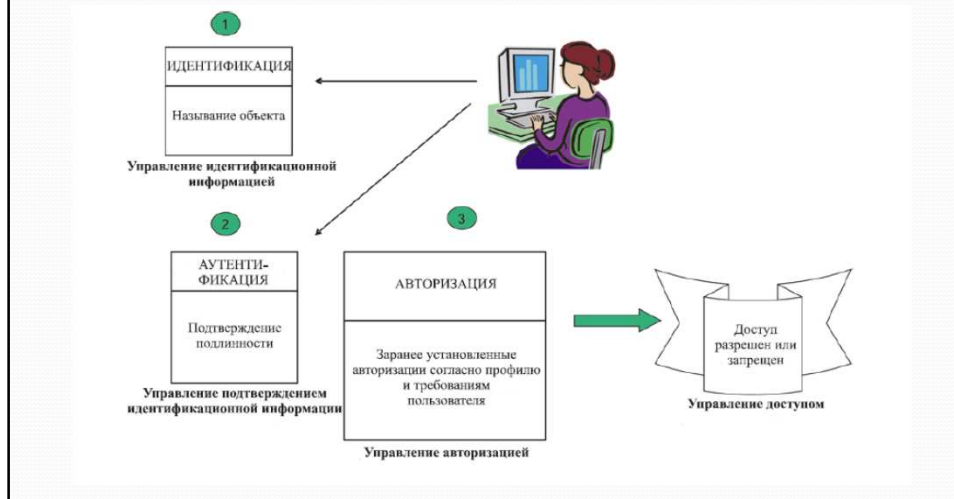 1
ИДЕНТИФИКАЦИЯ
Называние объекта
Управление идентификационной
информацией
2
АУТЕНТИ-
ФИКАЦИЯ
Подтверждение
подлинности
Управление подтверждением
идентификационной информации
3
АВТОРИЗАЦИЯ
Заранее установленные
авторизации согласно профилю
и требованиям
пользователя
Управление авторизацией
Доступ
разрешен или
запрещен
Управление доступом